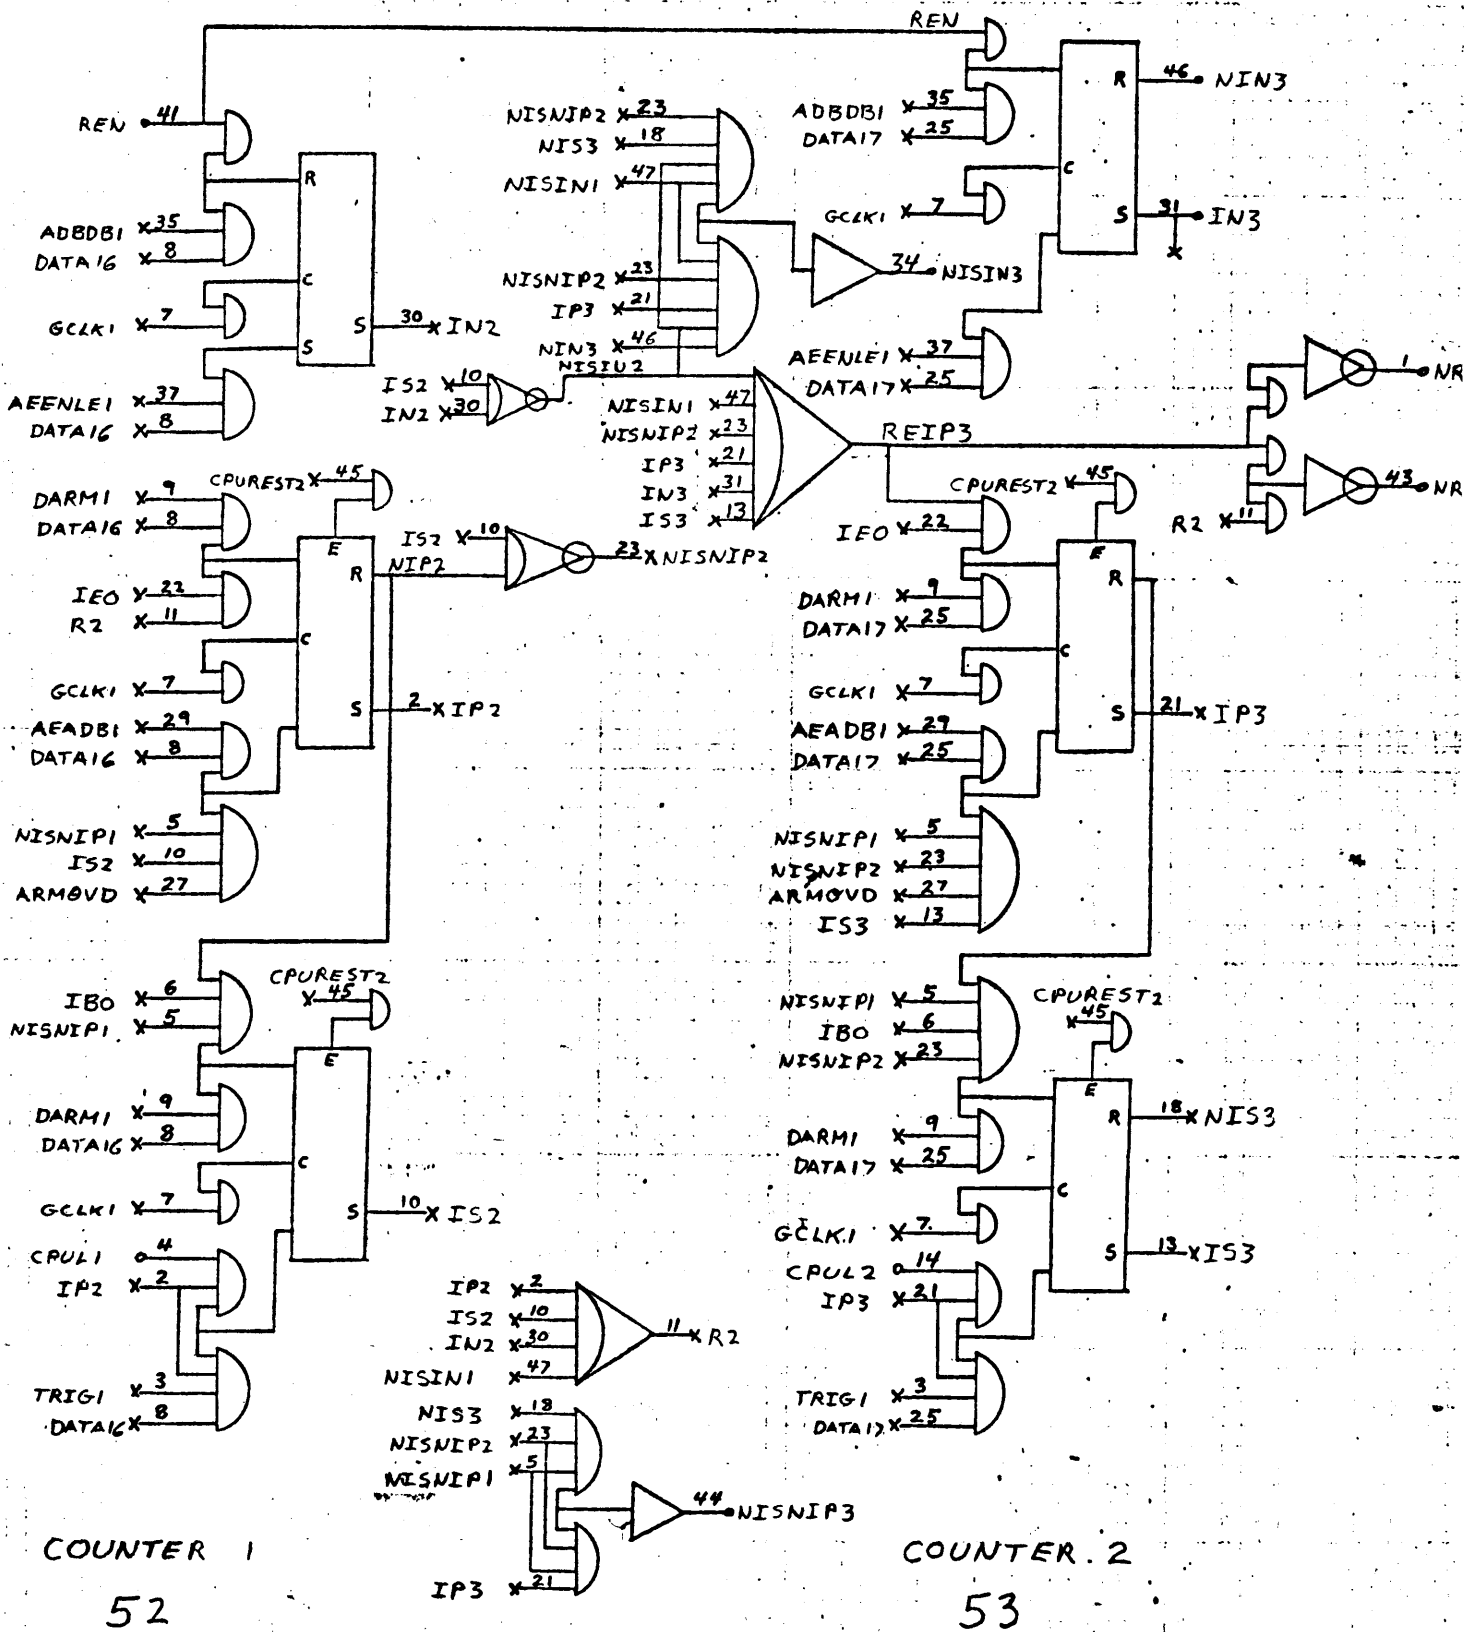 REN
REN 41
ADBDB1 35
DATA16 8
GCLK1 7
AEENLE1 37
DATA16 8
R
C
S
S 30 IN2
NISNIP2 23
NIS3 18
NISIN1 47
NISNIP2 23
IP3 21
NIN3 46
34 NISIN3
ADBDB1 35
DATA17 25
GCLK1 7
AEENLE1 37
DATA17 25
R 46 NIN3
C
S 31 IN3
IS2 10
IN2 30
NISIN1 47
NISNIP2 23
IP3 21
IN3 31
IS3 13
REIP3
1 NR
43 NR
R2 11
CPUREST2 45
DARM1 9
DATA16 8
IEO 22
R2 11
GCLK1 7
AEADB1 29
DATA16 8
NISNIP1 5
IS2 10
ARMOVD 27
E
R NIP2
C
S 2 IP2
IS2 10
23 NISNIP2
CPUREST2 45
IEO 22
DARM1 9
DATA17 25
GCLK1 7
AEADB1 29
DATA17 25
NISNIP1 5
NISNIP2 23
ARMOVD 27
IS3 13
E
R
C
S 21 IP3
CPUREST2
45
IBO 6
NISNIP1 5
DARM1 9
DATA16 8
GCLK1 7
CPUL1 4
IP2 2
TRIG1 3
DATA16 8
E
C
S 10 IS2
CPUREST2
45
NISNIP1 5
IBO 6
NISNIP2 23
DARM1 9
DATA17 25
GCLK1 7
CPUL2 14
IP3 21
TRIG1 3
DATA17 25
E
R 18 NIS3
C
S 13 IS3
IP2 2
IS2 10
IN2 30
NISIN1 47
11 R2
NIS3 18
NISNIP2 23
NISNIP1 5
IP3 21
44 NISNIP3
COUNTER 1
52
COUNTER 2
53